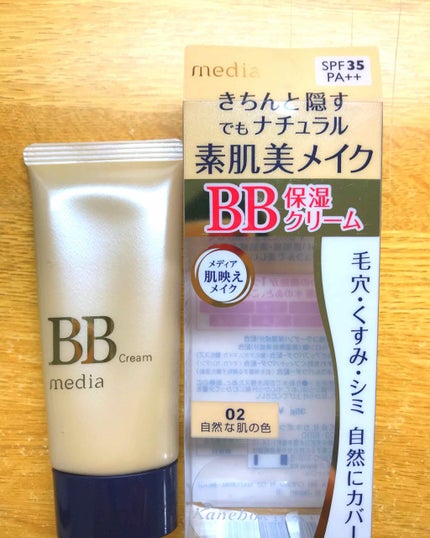 BB
Cream
media
media
SPF35
PA++
きちんと隠す
でもナチュラル
素肌美メイク
BB保湿
クリーム
メディア
肌映え
メイク
毛穴・くすみ・シミ 自然にカバー
02
自然な肌の色
Kanebo